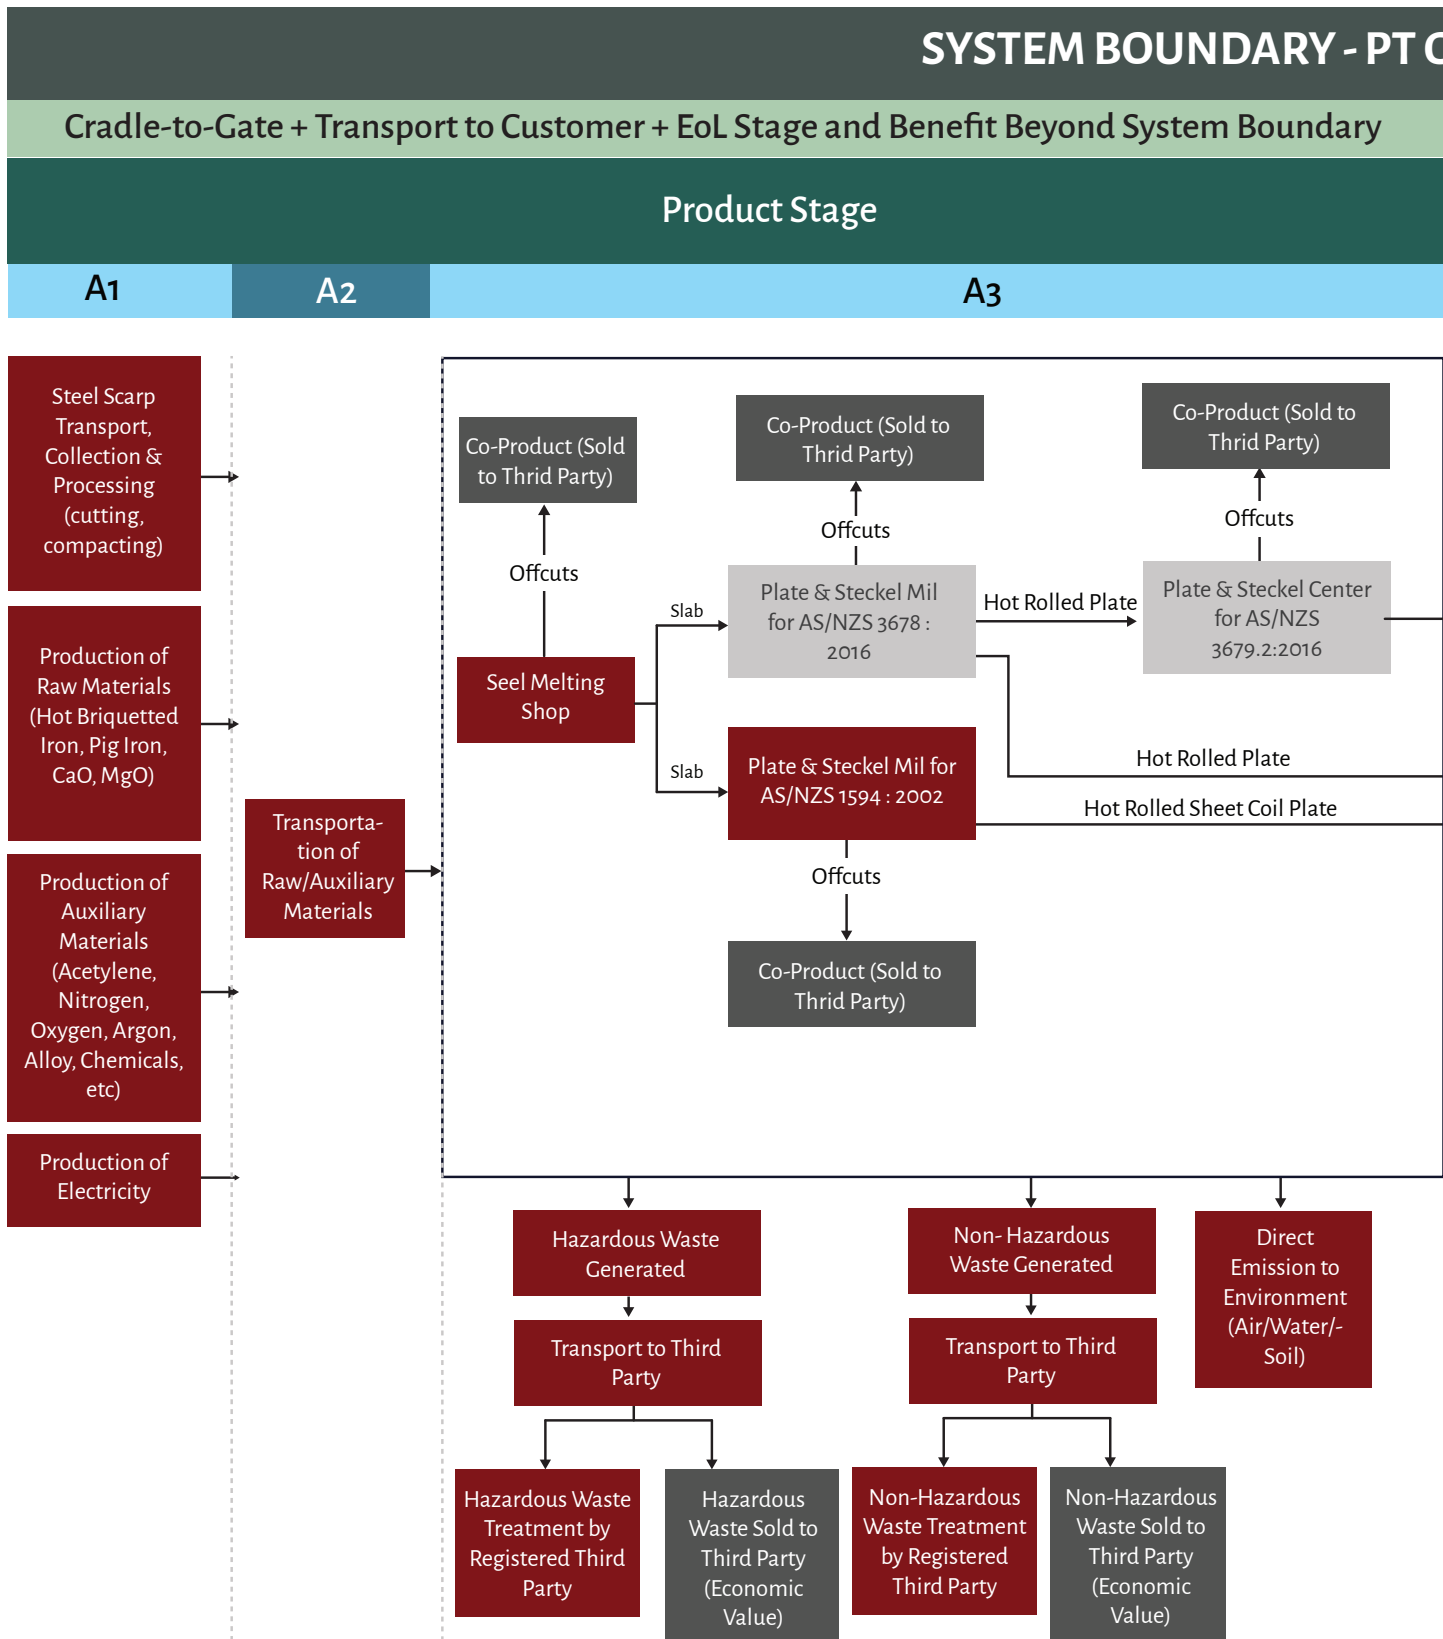 SYSTEM BOUNDARY - PT
Cradle-to-Gate + Transport to Customer + EoL Stage and Benefit Beyond System Boundary
Product Stage
A1
A2
A3
Steel Scarp
Transport,
Collection &
Processing
(cutting,
compacting)
Production of
Raw Materials
(Hot Briquetted
Iron, Pig Iron,
CaO, MgO)
Production of
Auxiliary
Materials
(Acetylene,
Nitrogen,
Oxygen, Argon,
Alloy, Chemicals,
etc)
Production of
Electricity
Transporta-
tion of
Raw/Auxiliary
Materials
Co-Product (Sold
to Thrid Party)
Offcuts
Seel Melting
Shop
Slab
Slab
Co-Product (Sold to
Thrid Party)
Offcuts
Plate & Steckel Mil
for AS/NZS 3678 :
2016
Hot Rolled Plate
Co-Product (Sold to
Thrid Party)
Offcuts
Plate & Steckel Center
for AS/NZS
3679.2:2016
Plate & Steckel Mil for
AS/NZS 1594 : 2002
Hot Rolled Plate
Hot Rolled Sheet Coil Plate
Offcuts
Co-Product (Sold to
Thrid Party)
Hazardous Waste
Generated
Transport to Third
Party
Hazardous Waste
Treatment by
Registered Third
Party
Hazardous
Waste Sold to
Third Party
(Economic
Value)
Non- Hazardous
Waste Generated
Transport to Third
Party
Non-Hazardous
Waste Treatment
by Registered
Third Party
Non-Hazardous
Waste Sold to
Third Party
(Economic
Value)
Direct
Emission to
Environment
(Air/Water/-
Soil)